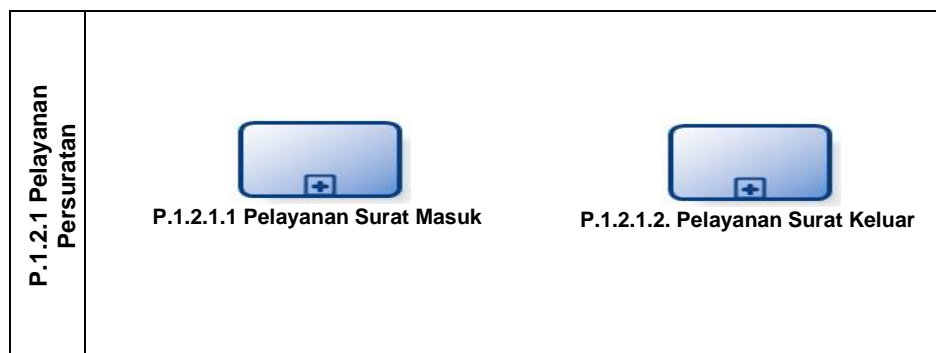 P.1.2.1 Pelayanan
Persuratan
P.1.2.1.1 Pelayanan Surat Masuk
P.1.2.1.2. Pelayanan Surat Keluar